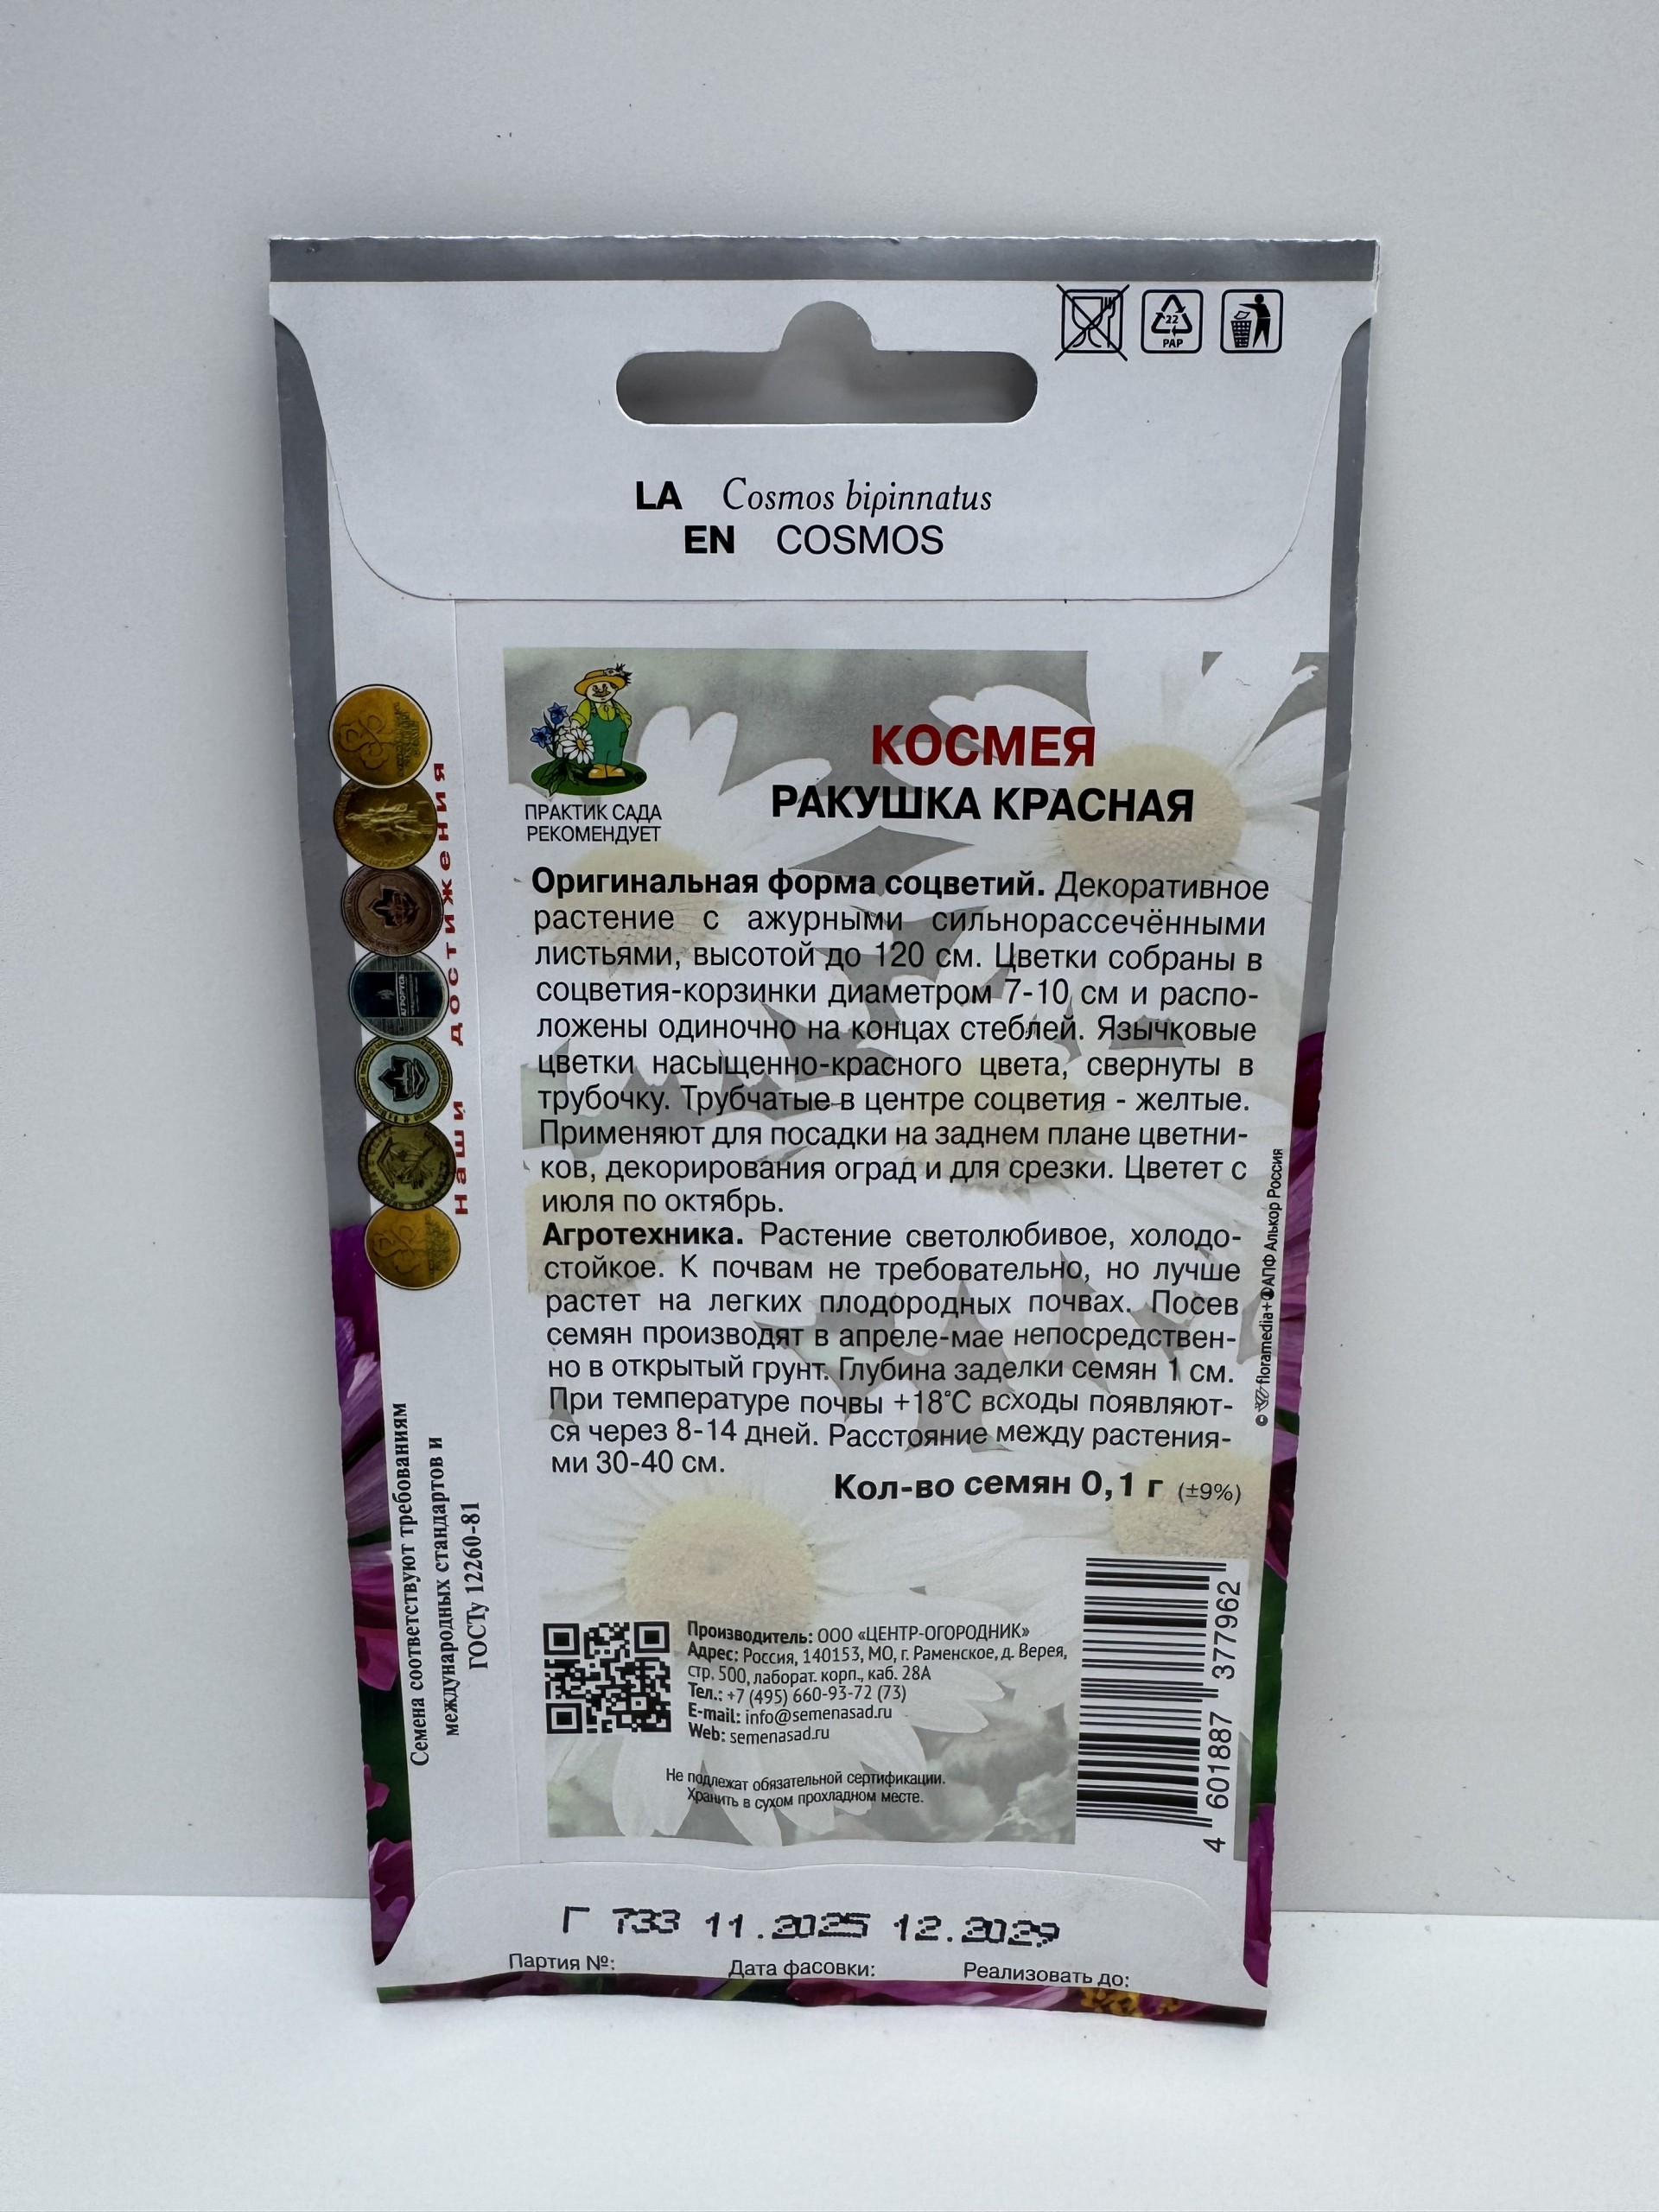 22
PAP
LA Cosmos bipinnatus
EN COSMOS
ПРАКТИК САДА
РЕКОМЕНДУЕТ
КОСМЕЯ
РАКУШКА КРАСНАЯ
Оригинальная форма соцветий. Декоративное
растение с ажурными сильнорассечёнными
листьями, высотой до 120 см. Цветки собраны в
соцветия-корзинки диаметром 7-10 см и распо-
ложены одиночно на концах стеблей. Язычковые
цветки насыщенно-красного цвета, свернуты в
трубочку. Трубчатые в центре соцветия - желтые.
Применяют для посадки на заднем плане цветни-
ков, декорирования оград и для срезки. Цветет с
июля по октябрь.
Агротехника. Растение светолюбивое, холодо-
стойкое. К почвам не требовательно, но лучше
растет на легких плодородных почвах. Посев
семян производят в апреле-мае непосредствен-
но в открытый грунт. Глубина заделки семян 1 см.
При температуре почвы +18°С всходы появляют-
ся через 8-14 дней. Расстояние между растения-
ми 30-40 см.
Кол-во семян 0,1 г (±9%)
наши достижения
Семена соответствуют требованиям
международных стандартов и
ГОСТу 12260-81
© floramedia+ АПФ Алькор Россия
Производитель: ООО «ЦЕНТР-ОГОРОДНИК»
Адрес: Россия, 140153, МО, г. Раменское, д. Верея,
стр. 500, лаборат. корп., каб. 28А
Тел.: +7 (495) 660-93-72 (73)
E-mail: info@semenasad.ru
Web: semenasad.ru
Не подлежат обязательной сертификации.
Хранить в сухом прохладном месте.
4 601887 377962
Г 733 11.2025 12.2029
Партия №: Дата фасовки: Реализовать до: